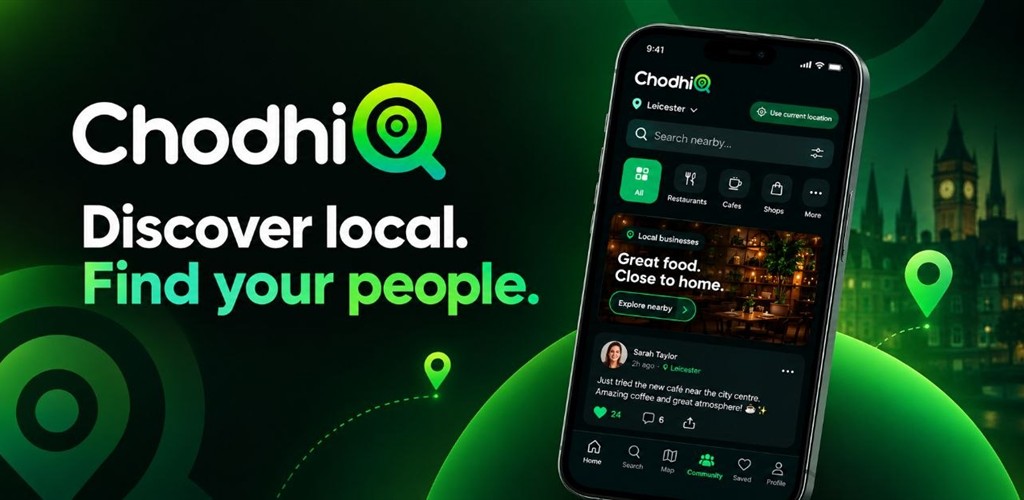 Chodhi
Discover local.
Find your people.
9:41
Chodhi
Leicester
Use current location
Search nearby...
All
Restaurants
Cafes
Shops
More
Local businesses
Great food.
Close to home.
Explore nearby
Sarah Taylor
2h ago · Leicester
Just tried the new café near the city centre.
Amazing coffee and great atmosphere! ☕✨
24
6
Home
Search
Map
Community
Saved
Profile